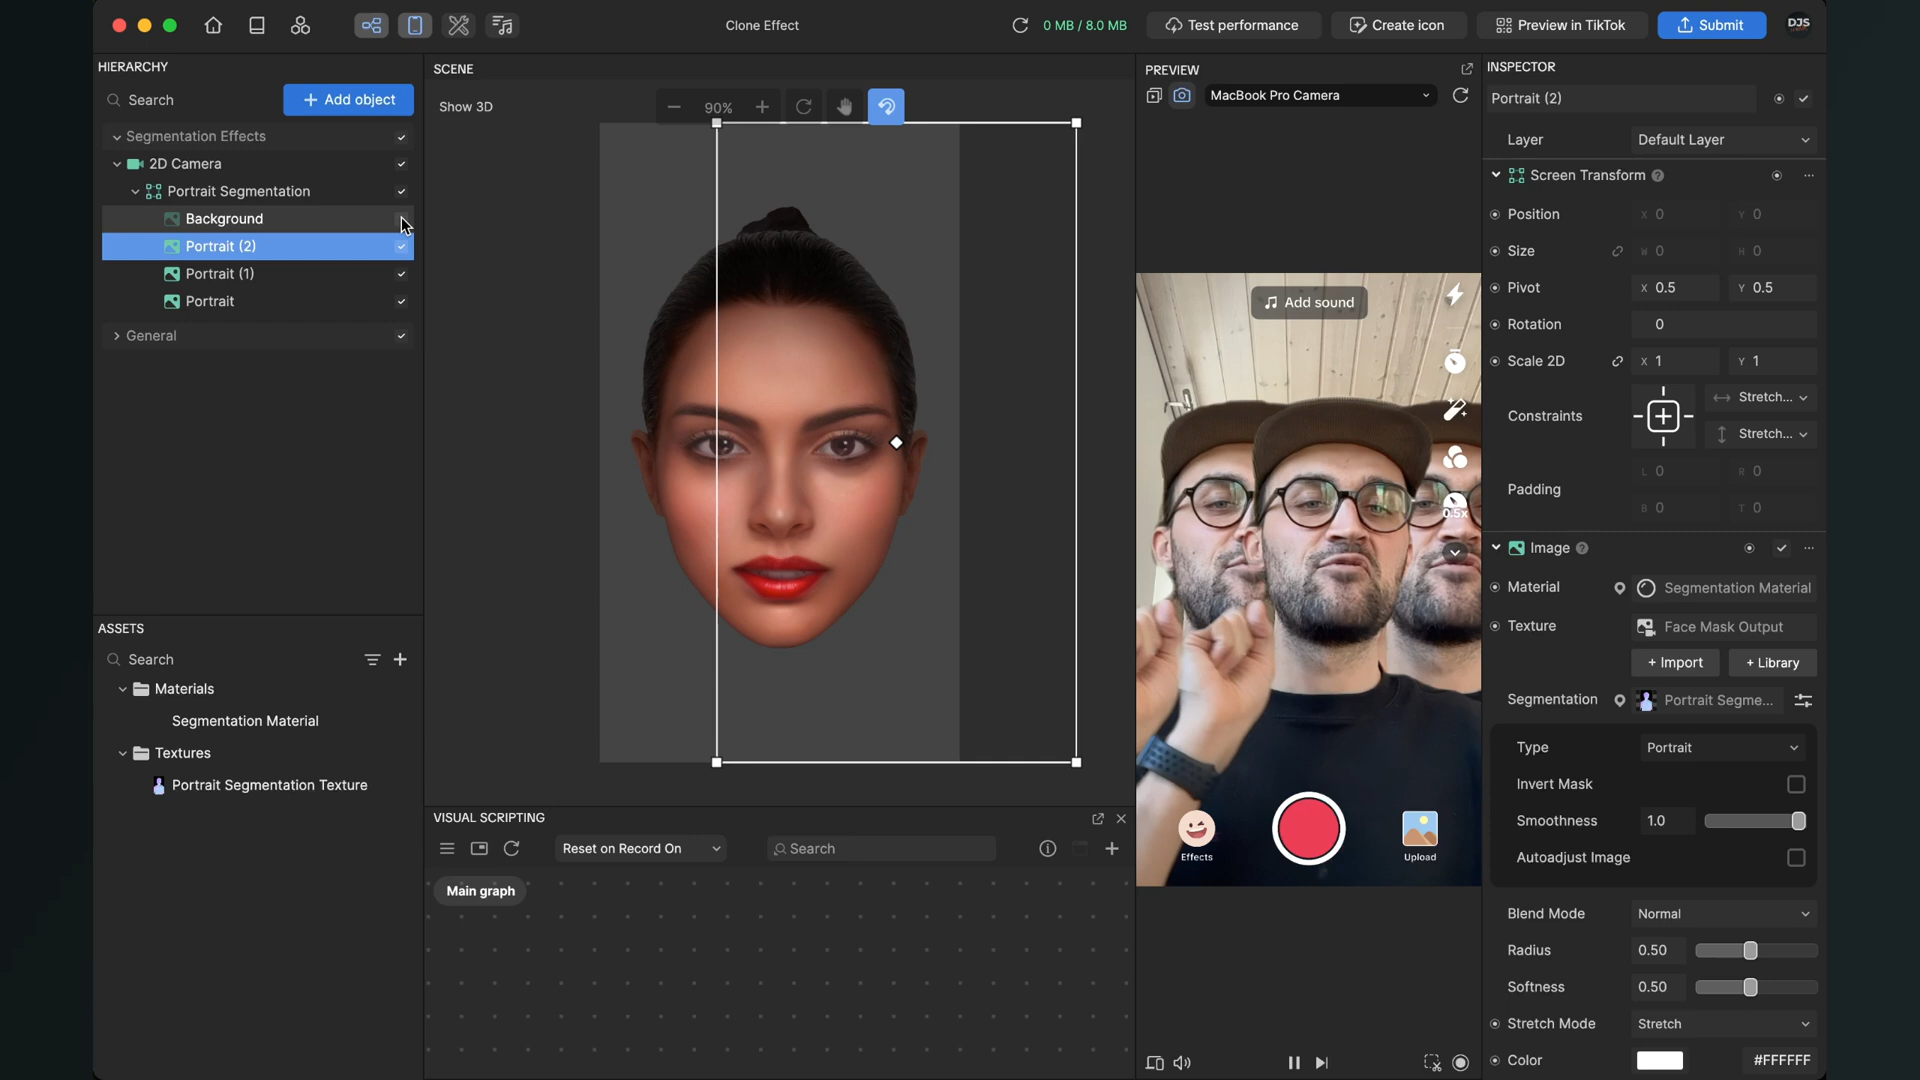 Clone Effect
0 MB / 8.0 MB
Test performance
Create icon
Preview in TikTok
Submit
DJS
HIERARCHY
Search
Add object
Segmentation Effects
2D Camera
Portrait Segmentation
Background
Portrait (2)
Portrait (1)
Portrait
General
ASSETS
Search
Materials
Segmentation Material
Textures
Portrait Segmentation Texture
SCENE
Show 3D
90%
VISUAL SCRIPTING
Reset on Record On
Search
Main graph
PREVIEW
MacBook Pro Camera
Add sound
0.5x
Effects
Upload
INSPECTOR
Portrait (2)
Layer
Default Layer
Screen Transform
Position X 0 Y 0
Size W 0 H 0
Pivot X 0.5 Y 0.5
Rotation 0
Scale 2D X 1 Y 1
Constraints
Stretch...
Stretch...
Padding
L 0 R 0
B 0 T 0
Image
Material Segmentation Material
Texture Face Mask Output
+ Import + Library
Segmentation Portrait Segme...
Type Portrait
Invert Mask
Smoothness 1.0
Autoadjust Image
Blend Mode Normal
Radius 0.50
Softness 0.50
Stretch Mode Stretch
Color #FFFFFF